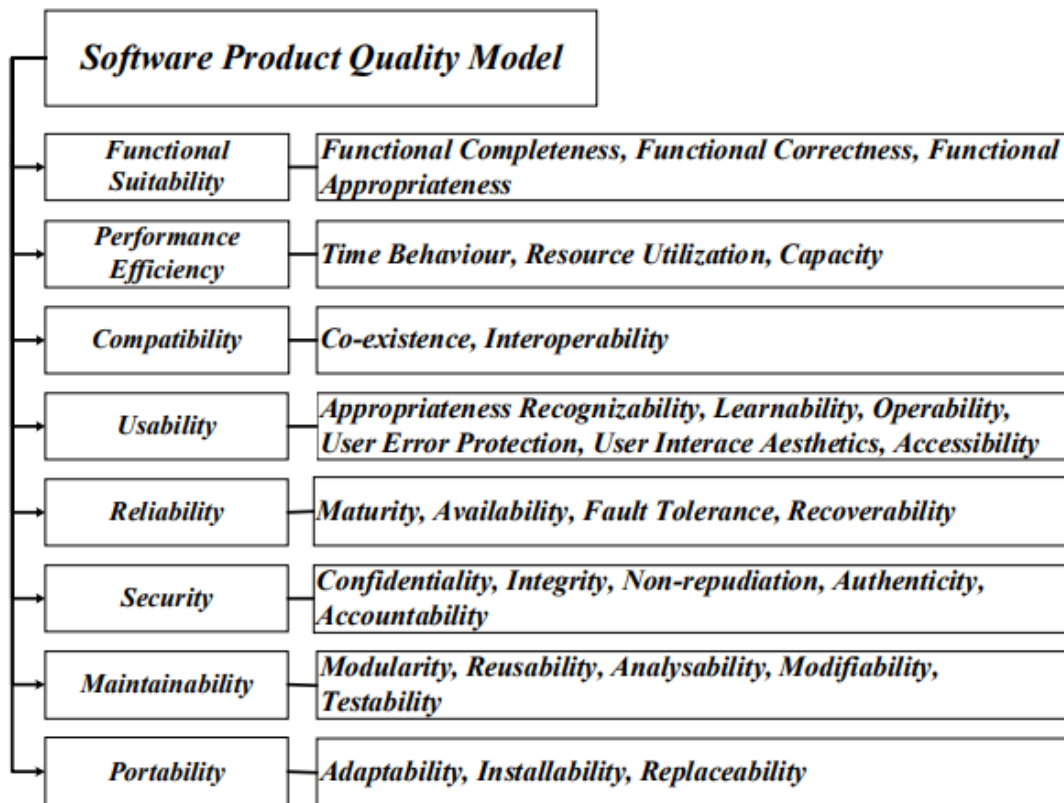 Software Product Quality Model
Functional
Suitability
Functional Completeness, Functional Correctness, Functional
Appropriateness
Performance
Efficiency
Time Behaviour, Resource Utilization, Capacity
Compatibility
Co-existence, Interoperability
Usability
Appropriateness Recognizability, Learnability, Operability,
User Error Protection, User Interace Aesthetics, Accessibility
Reliability
Maturity, Availability, Fault Tolerance, Recoverability
Security
Confidentiality, Integrity, Non-repudiation, Authenticity,
Accountability
Maintainability
Modularity, Reusability, Analysability, Modifiability,
Testability
Portability
Adaptability, Installability, Replaceability